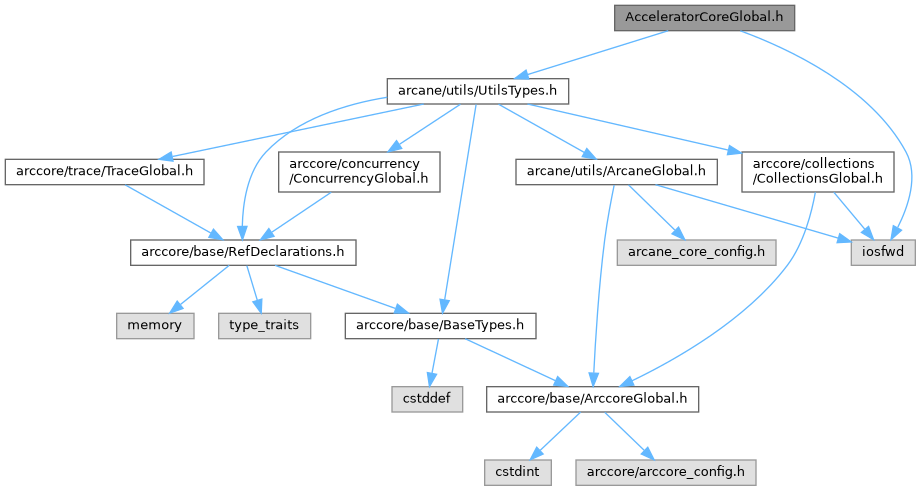 AcceleratorCoreGlobal.h
arcane/utils/UtilsTypes.h
arccore/trace/TraceGlobal.h
arccore/concurrency
/ConcurrencyGlobal.h
arcane/utils/ArcaneGlobal.h
arccore/collections
/CollectionsGlobal.h
arccore/base/RefDeclarations.h
arcane_core_config.h
iosfwd
memory
type_traits
arccore/base/BaseTypes.h
cstddef
arccore/base/ArccoreGlobal.h
cstdint
arccore/arccore_config.h